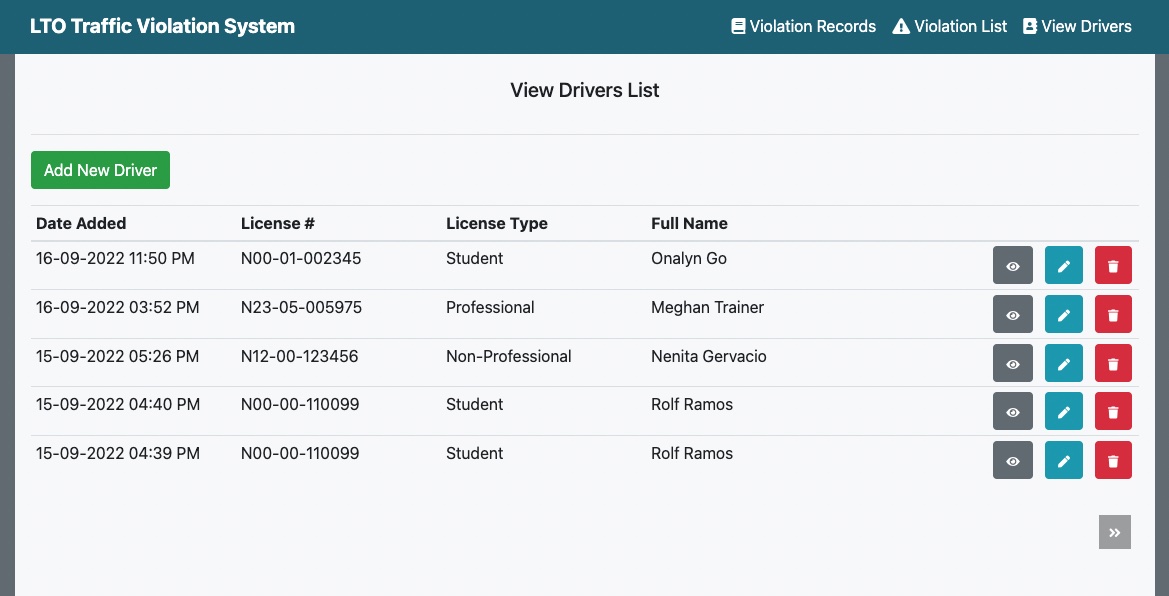 LTO Traffic Violation System Violation Records Violation List View Drivers
View Drivers List
Add New Driver
Date Added License # License Type Full Name
16-09-2022 11:50 PM N00-01-002345 Student Onalyn Go
16-09-2022 03:52 PM N23-05-005975 Professional Meghan Trainer
15-09-2022 05:26 PM N12-00-123456 Non-Professional Nenita Gervacio
15-09-2022 04:40 PM N00-00-110099 Student Rolf Ramos
15-09-2022 04:39 PM N00-00-110099 Student Rolf Ramos
»